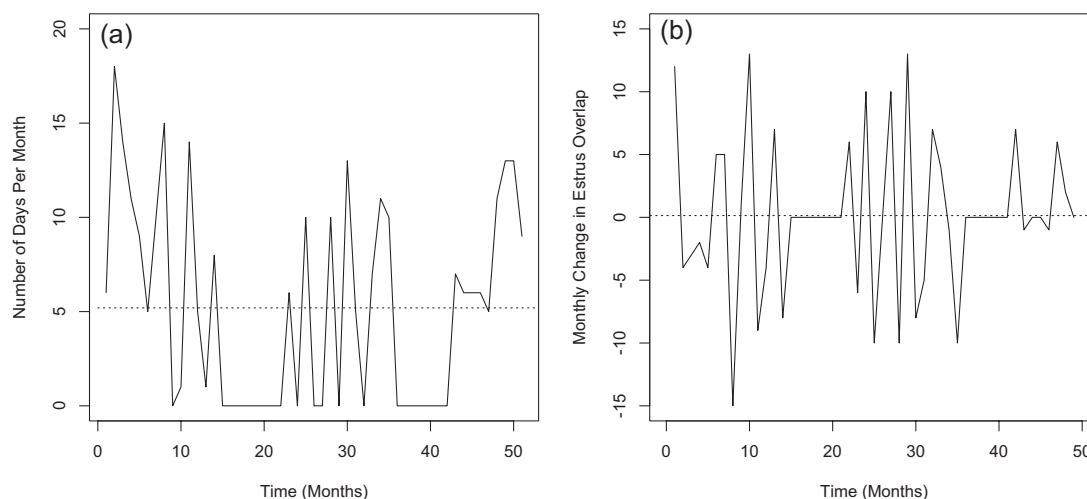 (a)
Number of Days Per Month
20
15
10
5
0
0 10 20 30 40 50
Time (Months)
(b)
Monthly Change in Estrus Overlap
15
10
5
0
-5
-10
-15
0 10 20 30 40 50
Time (Months)